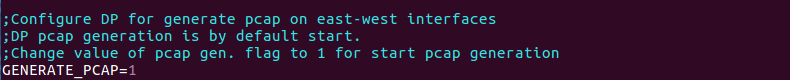 ;Configure DP for generate pcap on east-west interfaces
;DP pcap generation is by default start.
;Change value of pcap gen. flag to 1 for start pcap generation
GENERATE_PCAP=1